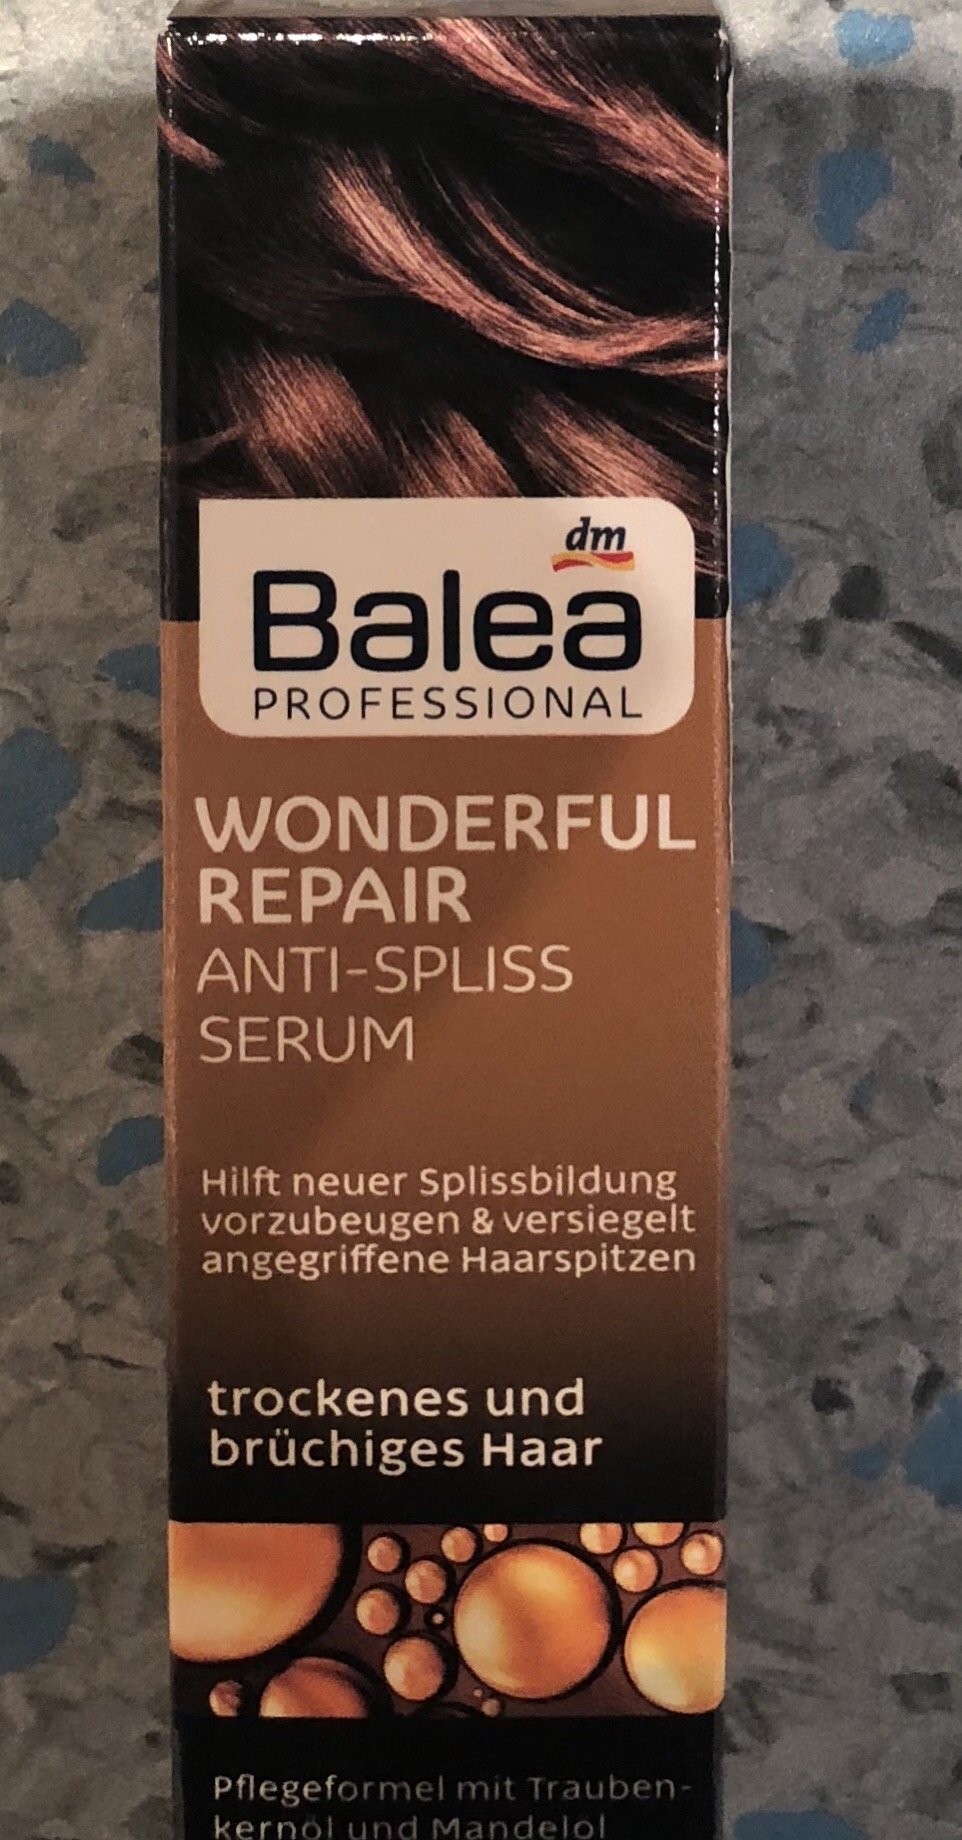 dm
Balea
PROFESSIONAL
WONDERFUL
REPAIR
ANTI-SPLISS
SERUM
Hilft neuer Splissbildung
vorzubeugen & versiegelt
angegriffene Haarspitzen
trockenes und
brüchiges Haar
Pflegeformel mit Trauben-
kernöl und Mandelöl